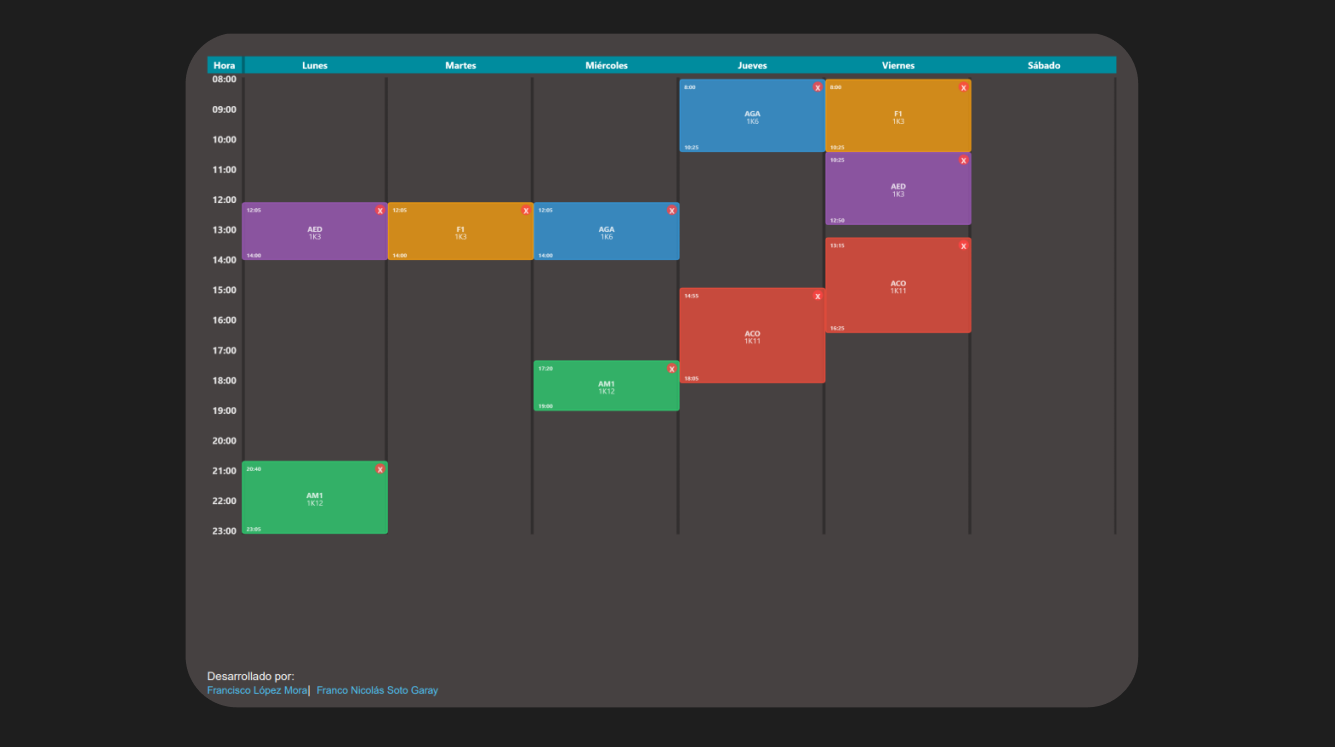 Hora Lunes Martes Miércoles Jueves Viernes Sábado
08:00
8:00 X
AGA
1K6
10:25
8:00 X
F1
1K3
10:25
09:00
10:00
10:25 X
AED
1K3
12:50
11:00
12:00
12:05 X
AED
1K3
14:00
12:05 X
F1
1K3
14:00
12:05 X
AGA
1K6
14:00
13:00
13:15 X
ACO
1K11
16:25
14:00
15:00
14:55 X
ACO
1K11
18:05
16:00
17:00
17:20 X
AM1
1K12
19:00
18:00
19:00
20:00
20:40 X
AM1
1K12
23:05
21:00
22:00
23:00
Desarrollado por:
Francisco López Mora| Franco Nicolás Soto Garay